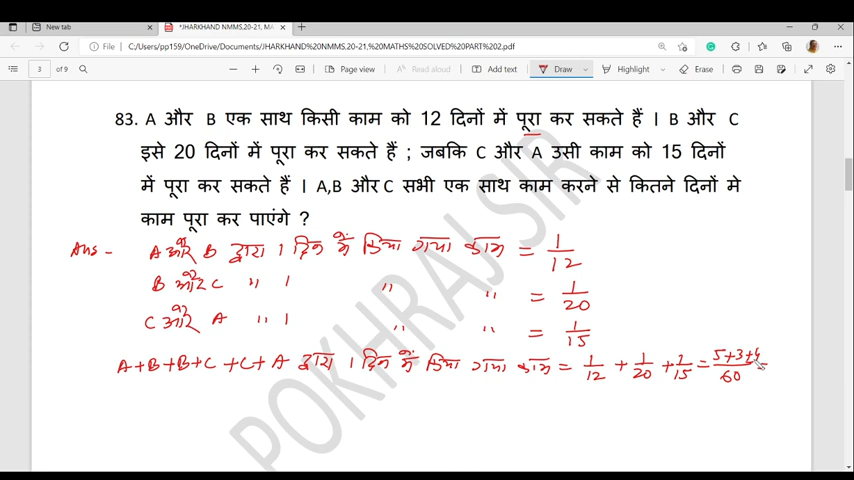 New tab
*JHARKHAND NMMS,20-21, MATH
File
C:/Users/pp159/OneDrive/Documents/JHARKHAND%20NMMS.20-21,%20MATHS%20SOLVED%20PART%202.pdf
3 of 9
Page view
Read aloud
Add text
Draw
Highlight
Erase
83. A और B एक साथ किसी काम को 12 दिनों में पूरा कर सकते हैं । B और C
इसे 20 दिनों में पूरा कर सकते हैं ; जबकि C और A उसी काम को 15 दिनों
में पूरा कर सकते हैं । A,B और C सभी एक साथ काम करने से कितने दिनों मे
काम पूरा कर पाएंगे ?
Ans - A और B द्वारा 1 दिन में किया गया काम = 1/12
B और C " 1 " " = 1/20
C और A " 1 " " = 1/15
A+B+B+C+C+A द्वारा 1 दिन में किया गया काम = 1/12 + 1/20 + 1/15 = 5+3+4/60
POKHRAJ SIR